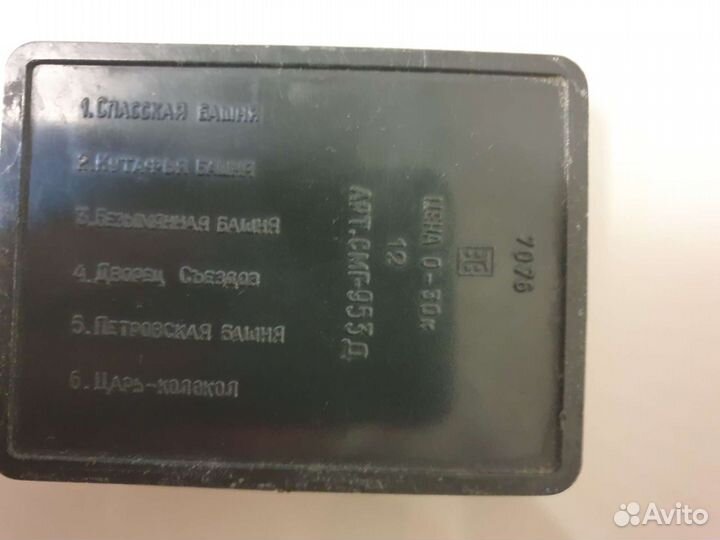 1. СПАССКАЯ БАШНЯ
2. КУТАФЬЯ БАШНЯ
3. БЕЗЫМЯННАЯ БАШНЯ
4. ДВОРЕЦ СЪЕЗДОВ
5. ПЕТРОВСКАЯ БАШНЯ
6. ЦАРЬ-КОЛОКОЛ
7076
ЦЕНА 0-30к
12
АРТ.СМГ-953Д
Avito